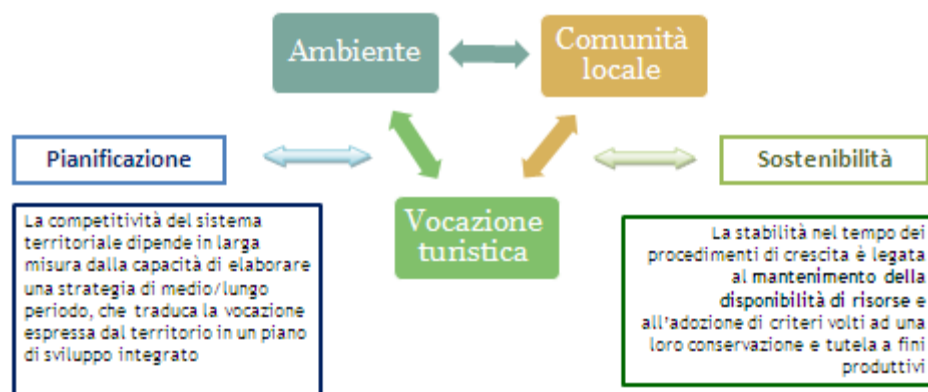 Ambiente
Comunità
locale
Pianificazione
Sostenibilità
Vocazione
turistica
La competitività del sistema
territoriale dipende in larga
misura dalla capacità di elaborare
una strategia di medio/lungo
periodo, che traduca la vocazione
espressa dal territorio in un piano
di sviluppo integrato
La stabilità nel tempo dei
procedimenti di crescita è legata
al mantenimento della
disponibilità di risorse e
all'adozione di criteri volti ad una
loro conservazione e tutela a fini
produttivi